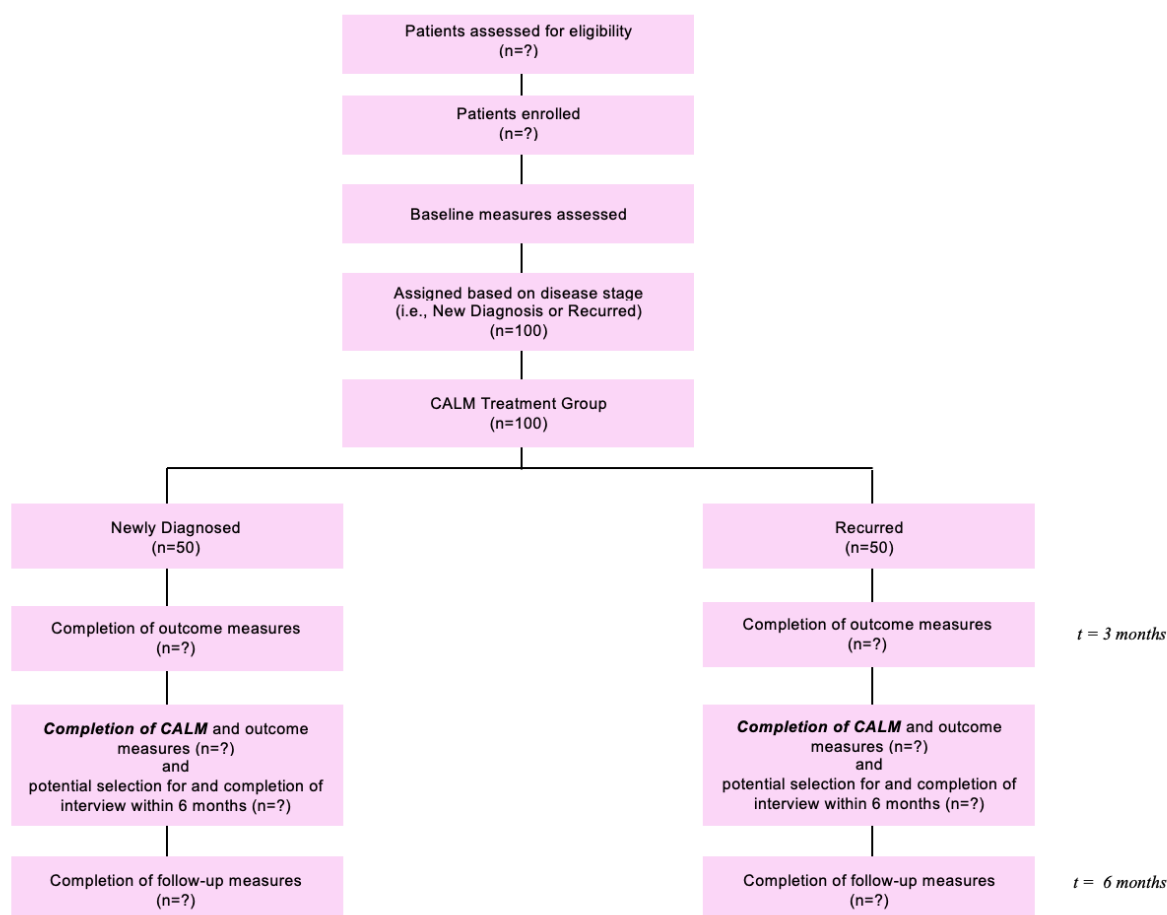 Patients assessed for eligibility
(n=?)
Patients enrolled
(n=?)
Baseline measures assessed
Assigned based on disease stage
(i.e., New Diagnosis or Recurred)
(n=100)
CALM Treatment Group
(n=100)
Newly Diagnosed
(n=50)
Recurred
(n=50)
Completion of outcome measures
(n=?)
Completion of outcome measures
(n=?)
t = 3 months
Completion of CALM and outcome
measures (n=?)
and
potential selection for and completion of
interview within 6 months (n=?)
Completion of CALM and outcome
measures (n=?)
and
potential selection for and completion of
interview within 6 months (n=?)
Completion of follow-up measures
(n=?)
Completion of follow-up measures
(n=?)
t = 6 months